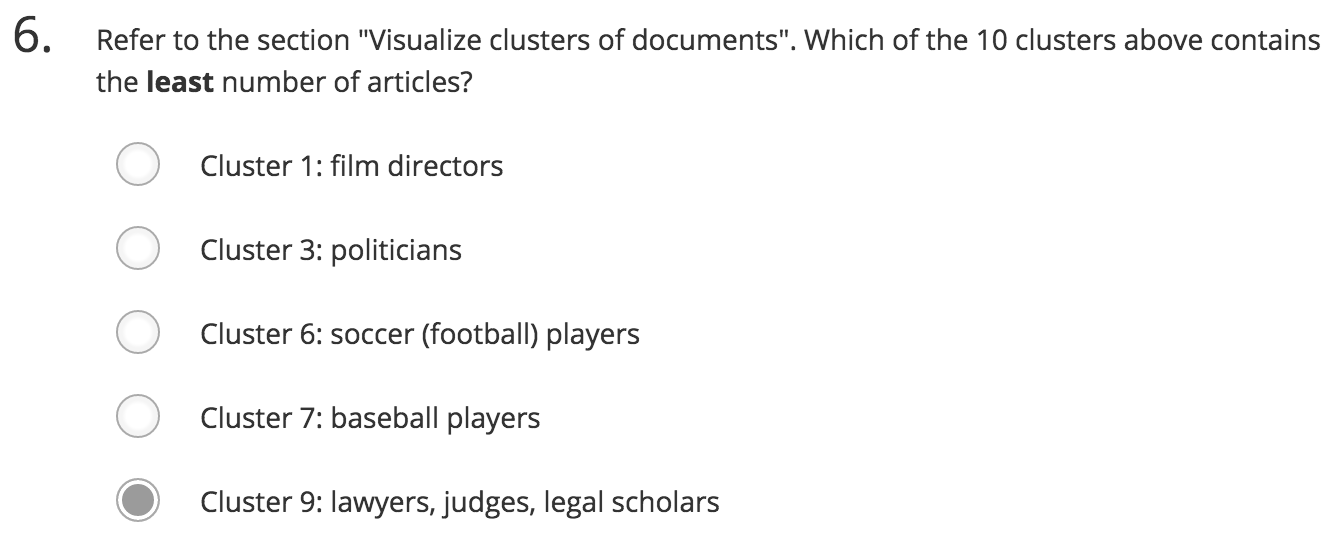 6. Refer to the section "Visualize clusters of documents". Which of the 10 clusters above contains
the least number of articles?
Cluster 1: film directors
Cluster 3: politicians
Cluster 6: soccer (football) players
Cluster 7: baseball players
Cluster 9: lawyers, judges, legal scholars